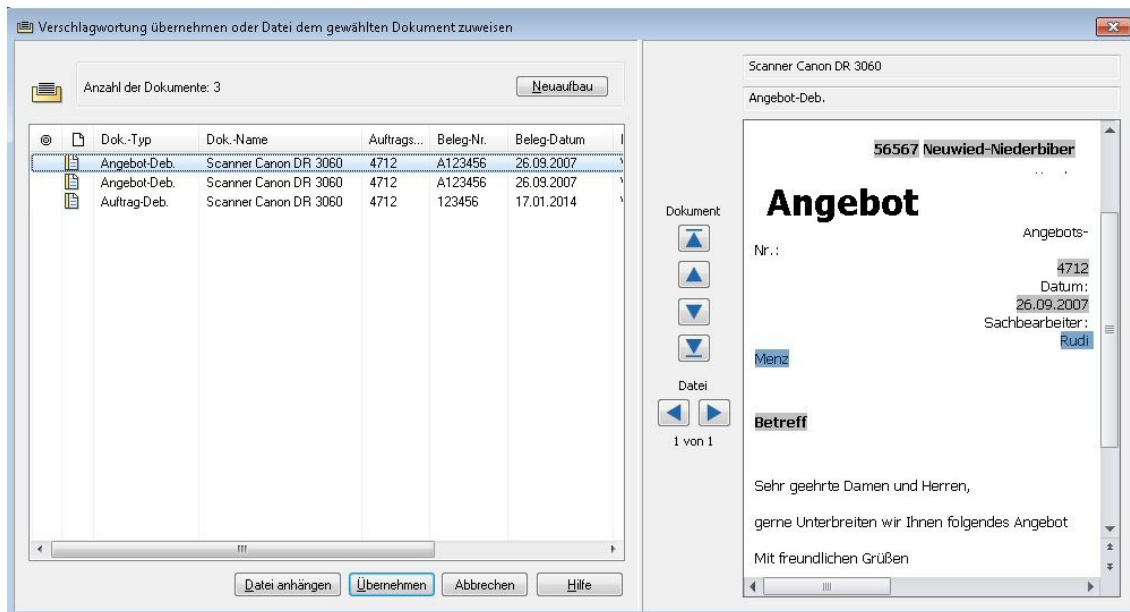 Verschlagwortung übernehmen oder Datei dem gewählten Dokument zuweisen
Anzahl der Dokumente: 3
Neuaufbau
Dok.-Typ Dok.-Name Auftrags... Beleg-Nr. Beleg-Datum
Angebot-Deb. Scanner Canon DR 3060 4712 A123456 26.09.2007
Angebot-Deb. Scanner Canon DR 3060 4712 A123456 26.09.2007
Auftrag-Deb. Scanner Canon DR 3060 4712 123456 17.01.2014
Datei anhängen Übernehmen Abbrechen Hilfe
Dokument
Datei
1 von 1
Scanner Canon DR 3060
Angebot-Deb.
56567 Neuwied-Niederbiber
Angebot
Angebots-
Nr.:
4712
Datum:
26.09.2007
Sachbearbeiter:
Rudi
Menz
Betreff
Sehr geehrte Damen und Herren,
gerne Unterbreiten wir Ihnen folgendes Angebot
Mit freundlichen Grüßen